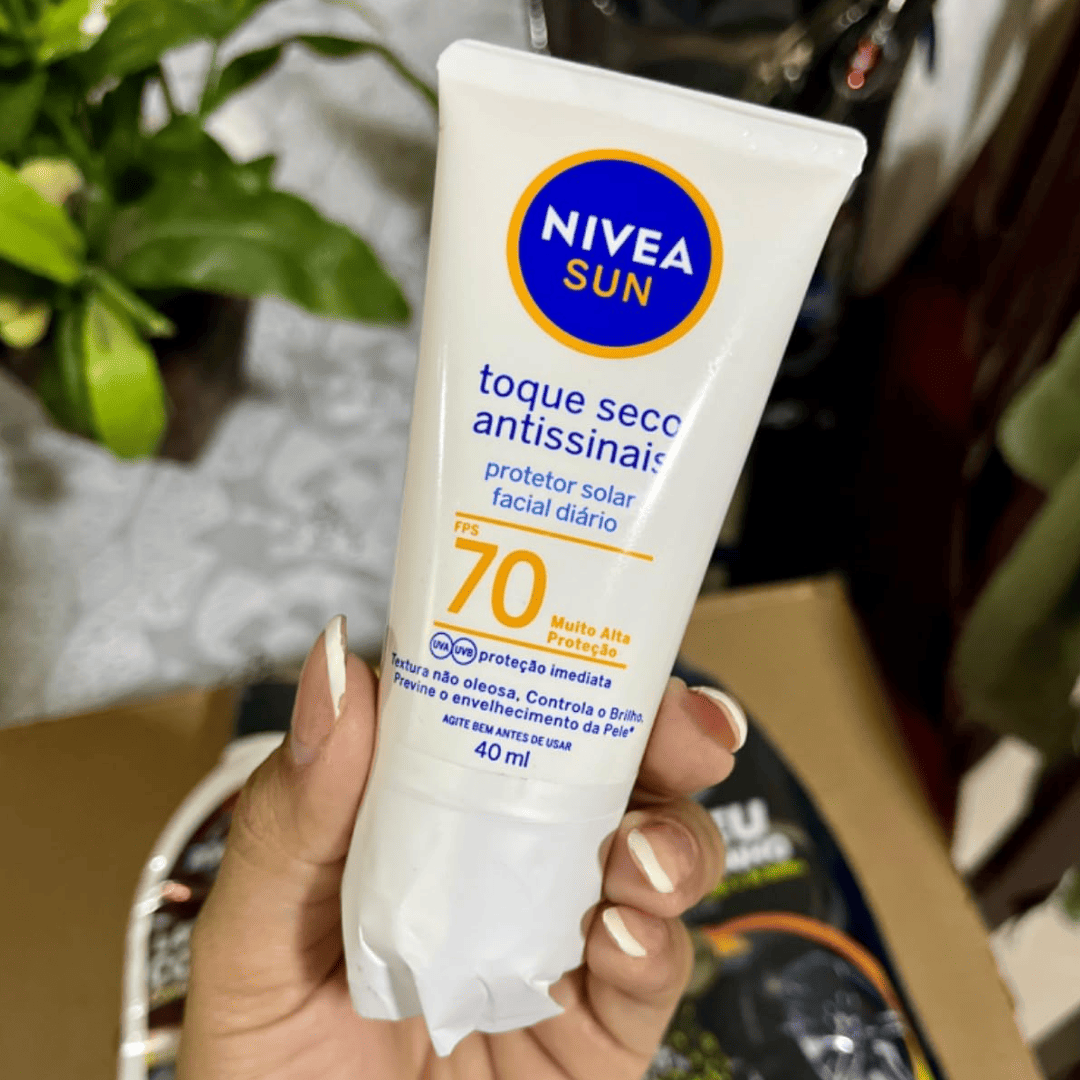 NIVEA
SUN
toque seco
antissinais
protetor solar
facial diário
FPS
70
Muito Alta
Proteção
UVA UVB proteção imediata
Textura não oleosa, Controla o Brilho.
Previne o envelhecimento da Pele*
AGITE BEM ANTES DE USAR
40 ml